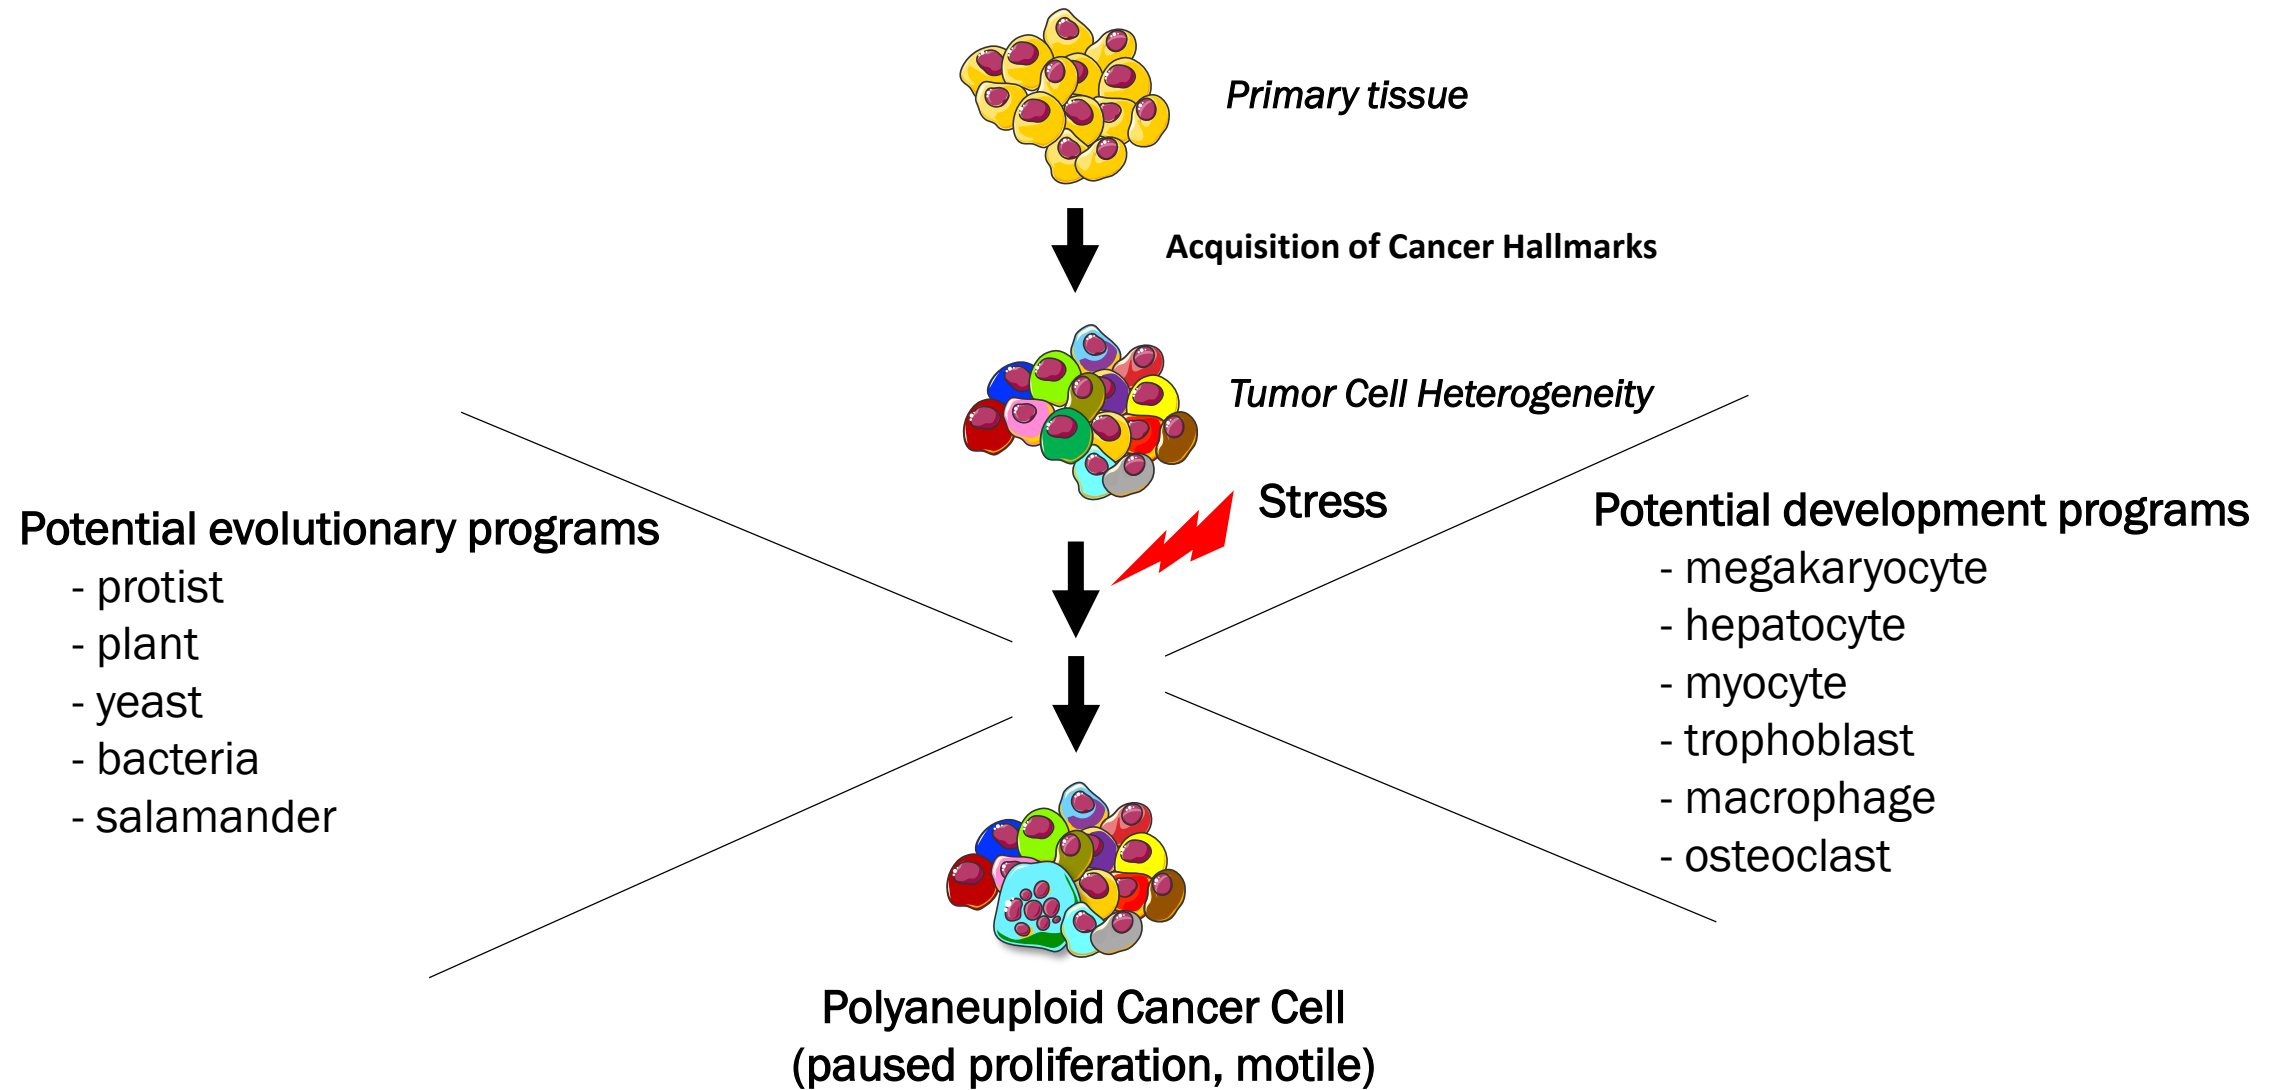 Primary tissue
Acquisition of Cancer Hallmarks
Tumor Cell Heterogeneity
Stress
Potential evolutionary programs
- protist
- plant
- yeast
- bacteria
- salamander
Potential development programs
- megakaryocyte
- hepatocyte
- myocyte
- trophoblast
- macrophage
- osteoclast
Polyaneuploid Cancer Cell
(paused proliferation, motile)